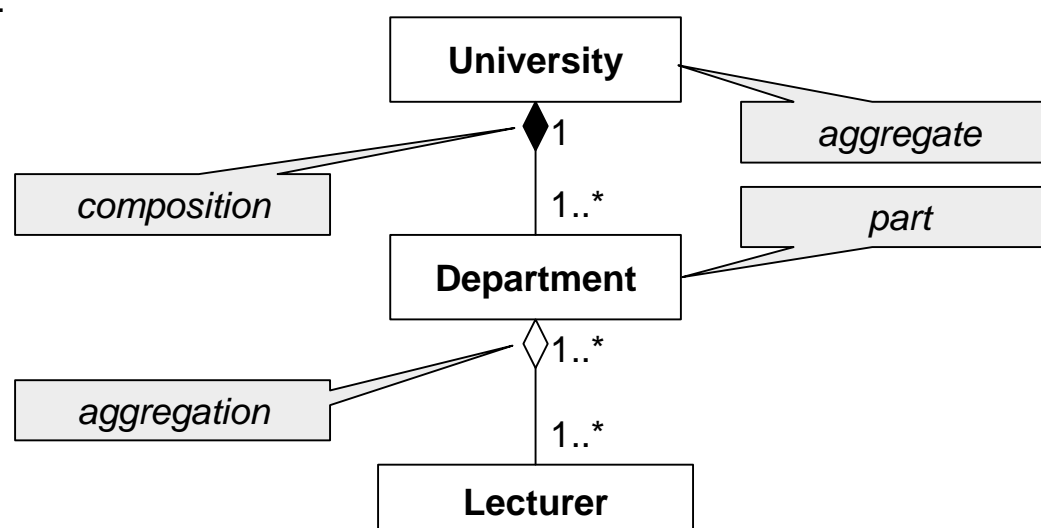 .
University
1
aggregate
composition
1..*
part
Department
1..*
aggregation
1..*
Lecturer